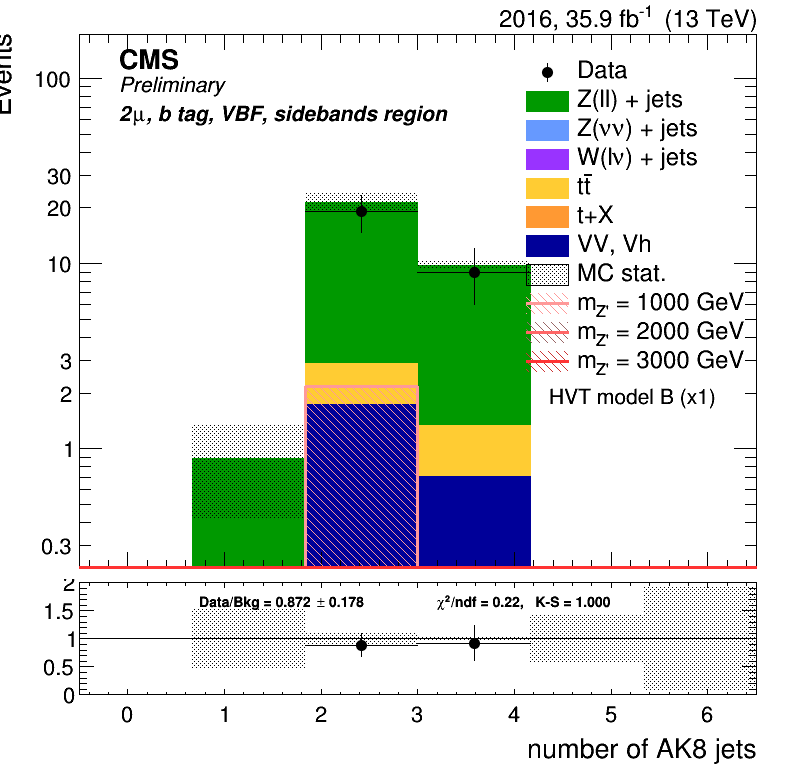 2016, 35.9 fb⁻¹ (13 TeV)
Events
CMS
Preliminary
2μ, b tag, VBF, sidebands region
Data
Z(ll) + jets
Z(νν) + jets
W(lν) + jets
tt̄
t+X
VV, Vh
MC stat.
m_Z' = 1000 GeV
m_Z' = 2000 GeV
m_Z' = 3000 GeV
HVT model B (x1)
100
30
20
10
3
2
1
0.3
Data/Bkg = 0.872 ± 0.178
χ²/ndf = 0.22, K-S = 1.000
2
1.5
1
0.5
0
0 1 2 3 4 5 6
number of AK8 jets